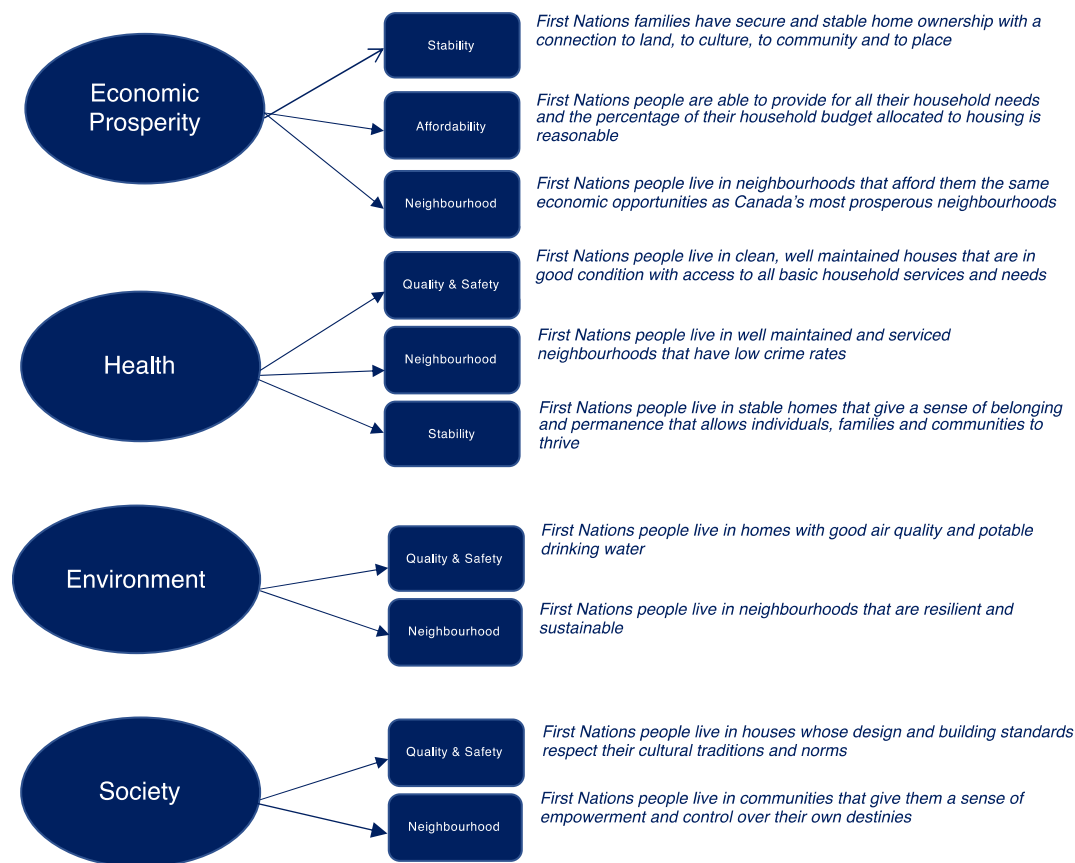 Economic
Prosperity
Stability
First Nations families have secure and stable home ownership with a
connection to land, to culture, to community and to place
Affordability
First Nations people are able to provide for all their household needs
and the percentage of their household budget allocated to housing is
reasonable
Neighbourhood
First Nations people live in neighbourhoods that afford them the same
economic opportunities as Canada's most prosperous neighbourhoods
Health
Quality & Safety
First Nations people live in clean, well maintained houses that are in
good condition with access to all basic household services and needs
Neighbourhood
First Nations people live in well maintained and serviced
neighbourhoods that have low crime rates
Stability
First Nations people live in stable homes that give a sense of belonging
and permanence that allows individuals, families and communities to
thrive
Environment
Quality & Safety
First Nations people live in homes with good air quality and potable
drinking water
Neighbourhood
First Nations people live in neighbourhoods that are resilient and
sustainable
Society
Quality & Safety
First Nations people live in houses whose design and building standards
respect their cultural traditions and norms
Neighbourhood
First Nations people live in communities that give them a sense of
empowerment and control over their own destinies